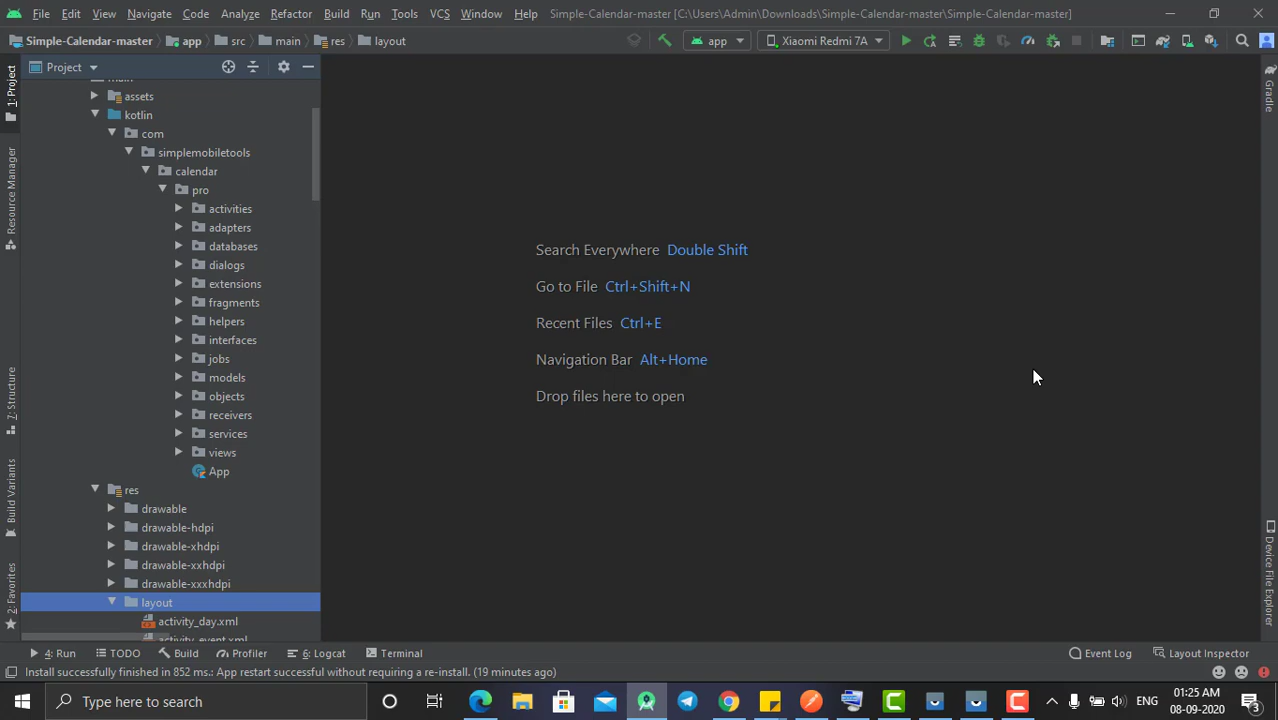 File Edit View Navigate Code Analyze Refactor Build Run Tools VCS Window Help Simple-Calendar-master [C:\Users\Admin\Downloads\Simple-Calendar-master\Simple-Calendar-master]
Simple-Calendar-master app src main res layout app Xiaomi Redmi 7A
Project
1: Project
Resource Manager
7: Structure
Build Variants
2: Favorites
main
assets
kotlin
com
simplemobiletools
calendar
pro
activities
adapters
databases
dialogs
extensions
fragments
helpers
interfaces
jobs
models
objects
receivers
services
views
App
res
drawable
drawable-hdpi
drawable-xhdpi
drawable-xxhdpi
drawable-xxxhdpi
layout
activity_day.xml
activity_event.xml
Search Everywhere Double Shift
Go to File Ctrl+Shift+N
Recent Files Ctrl+E
Navigation Bar Alt+Home
Drop files here to open
Gradle
Device File Explorer
4: Run TODO Build Profiler 6: Logcat Terminal Event Log Layout Inspector
Install successfully finished in 852 ms.: App restart successful without requiring a re-install. (19 minutes ago)
Type here to search
ENG
01:25 AM
08-09-2020
3